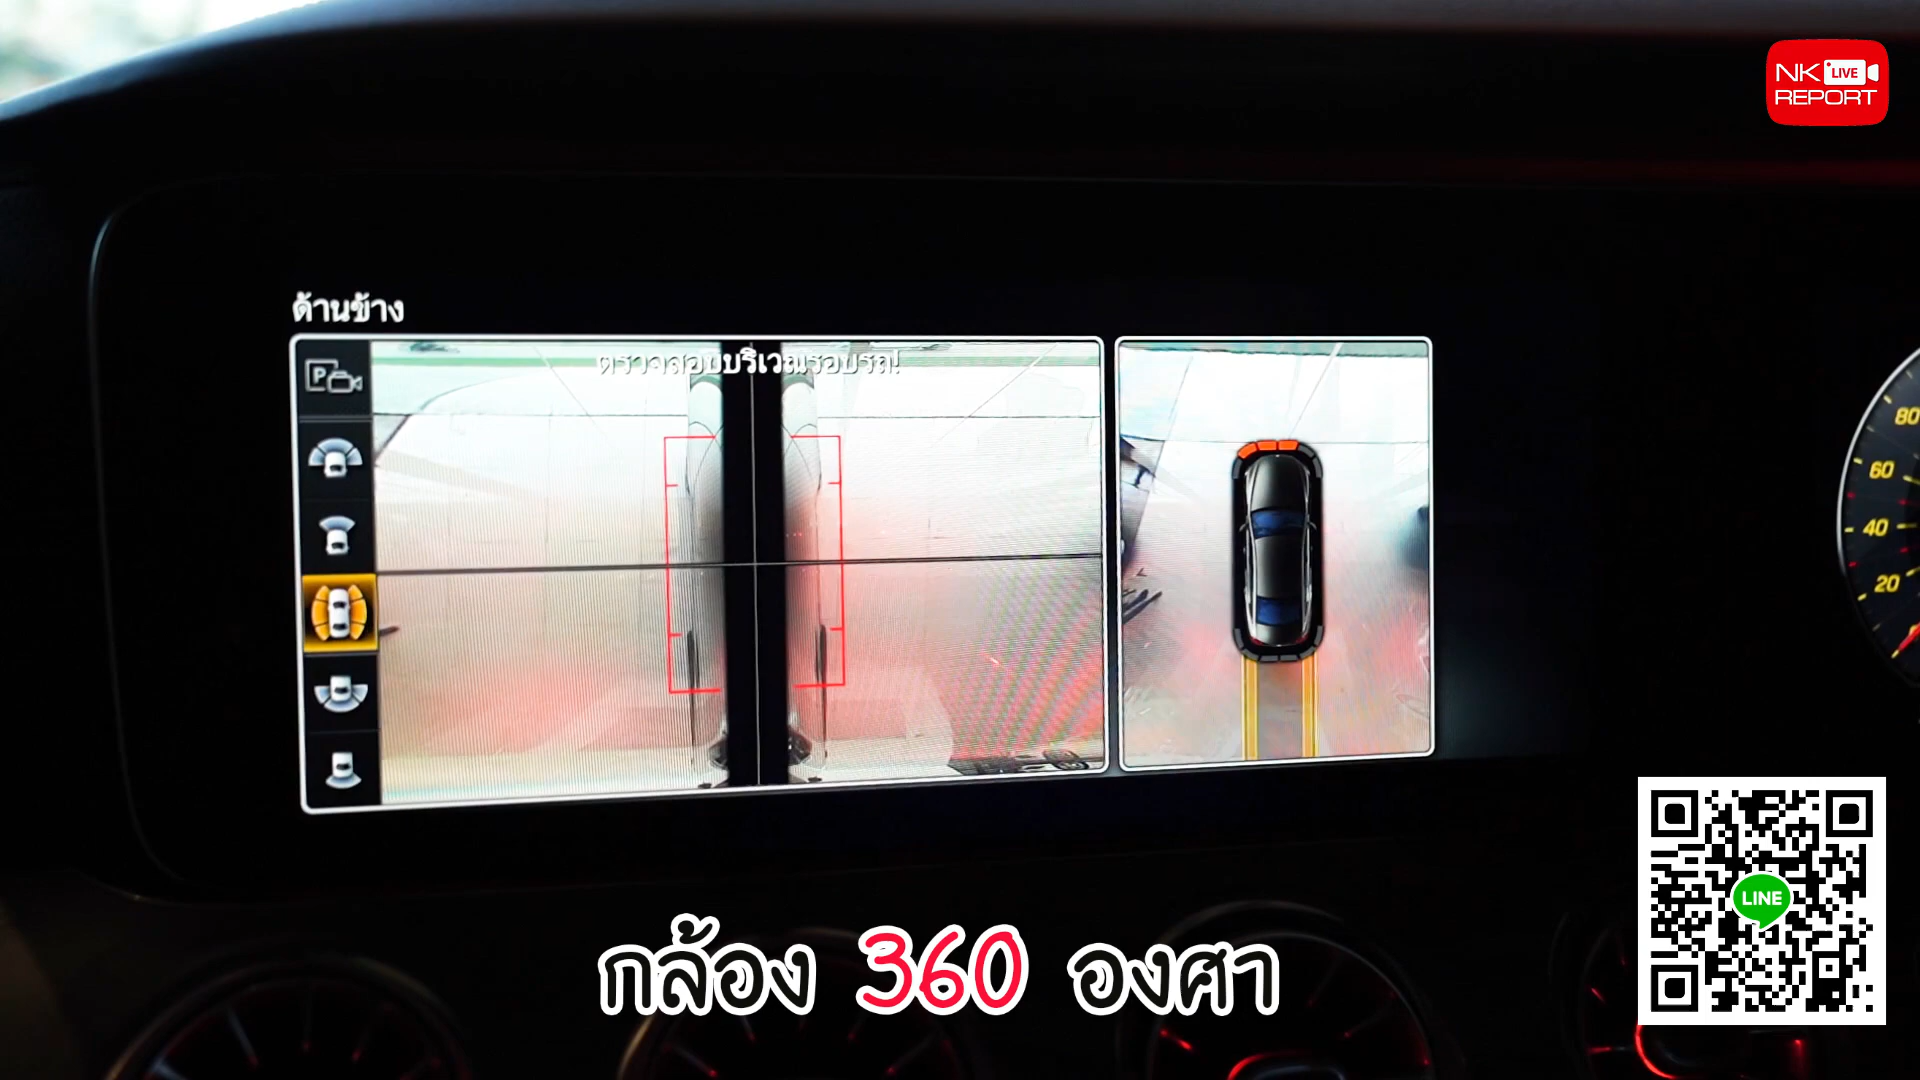 NK LIVE
REPORT
ด้านข้าง
P
ตรวจสอบบริเวณรอบรถ!
80
60
40
20
LINE
กล้อง 360 องศา